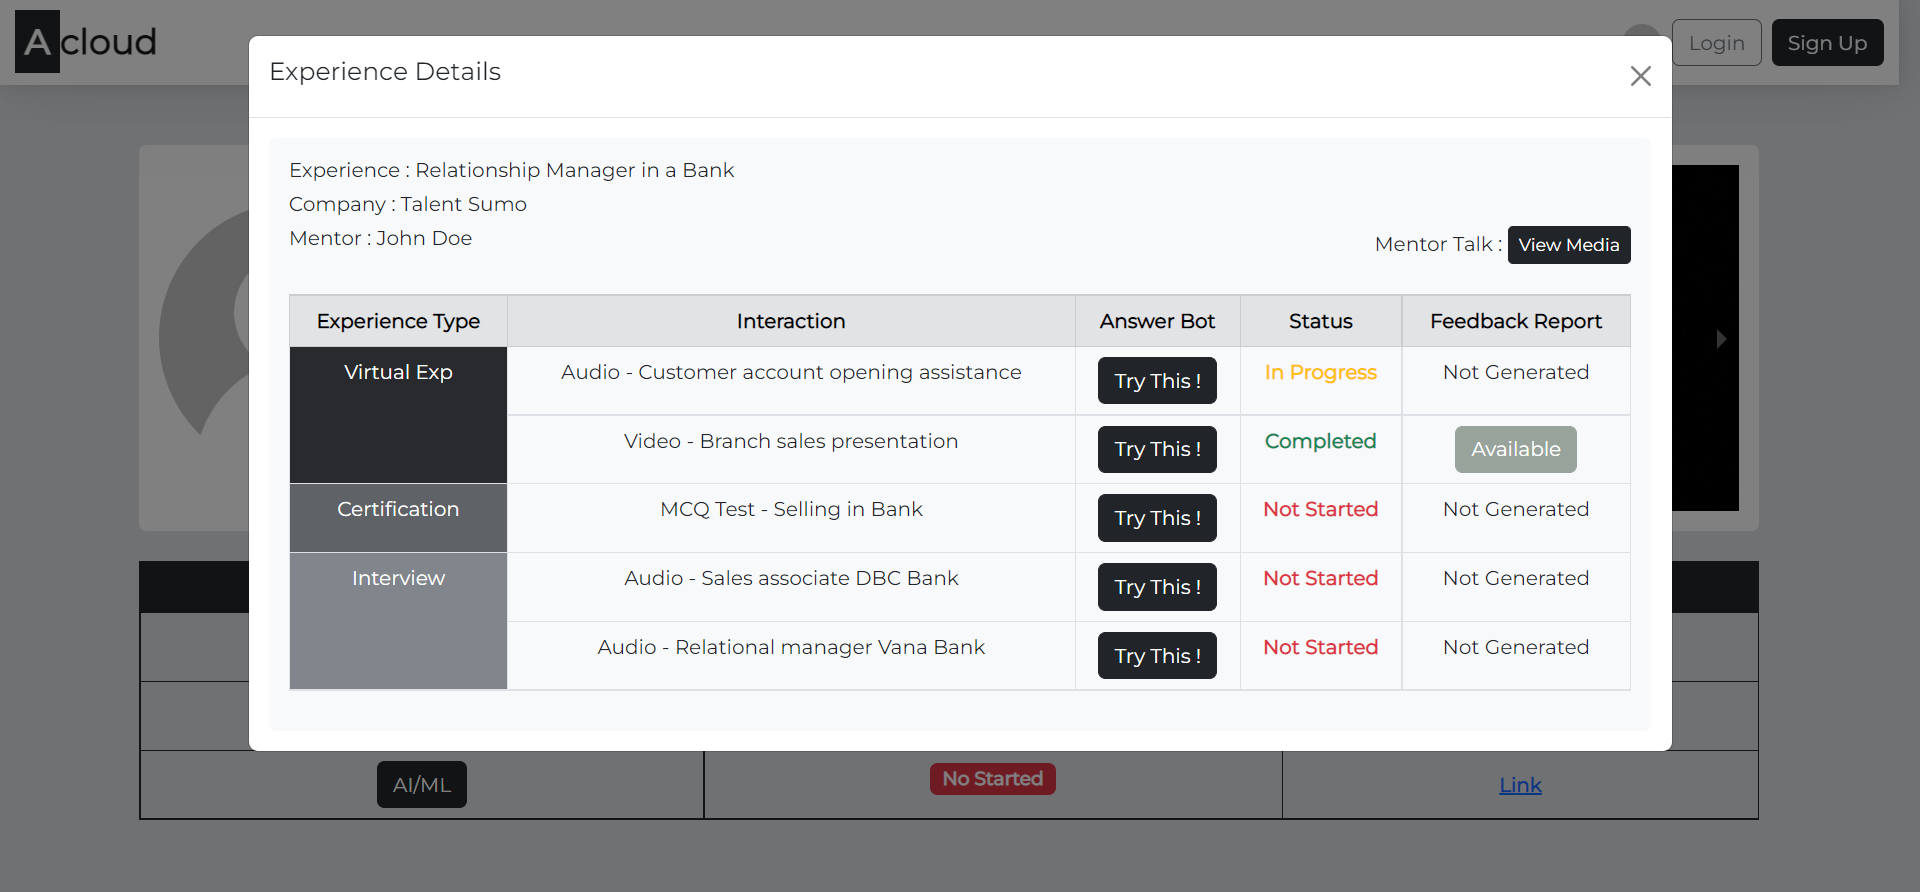 Acloud
Login
Sign Up
Experience Details
Experience : Relationship Manager in a Bank
Company : Talent Sumo
Mentor : John Doe
Mentor Talk : View Media
Experience Type Interaction Answer Bot Status Feedback Report
Virtual Exp Audio - Customer account opening assistance Try This ! In Progress Not Generated
Video - Branch sales presentation Try This ! Completed Available
Certification MCQ Test - Selling in Bank Try This ! Not Started Not Generated
Interview Audio - Sales associate DBC Bank Try This ! Not Started Not Generated
Audio - Relational manager Vana Bank Try This ! Not Started Not Generated
AI/ML No Started Link